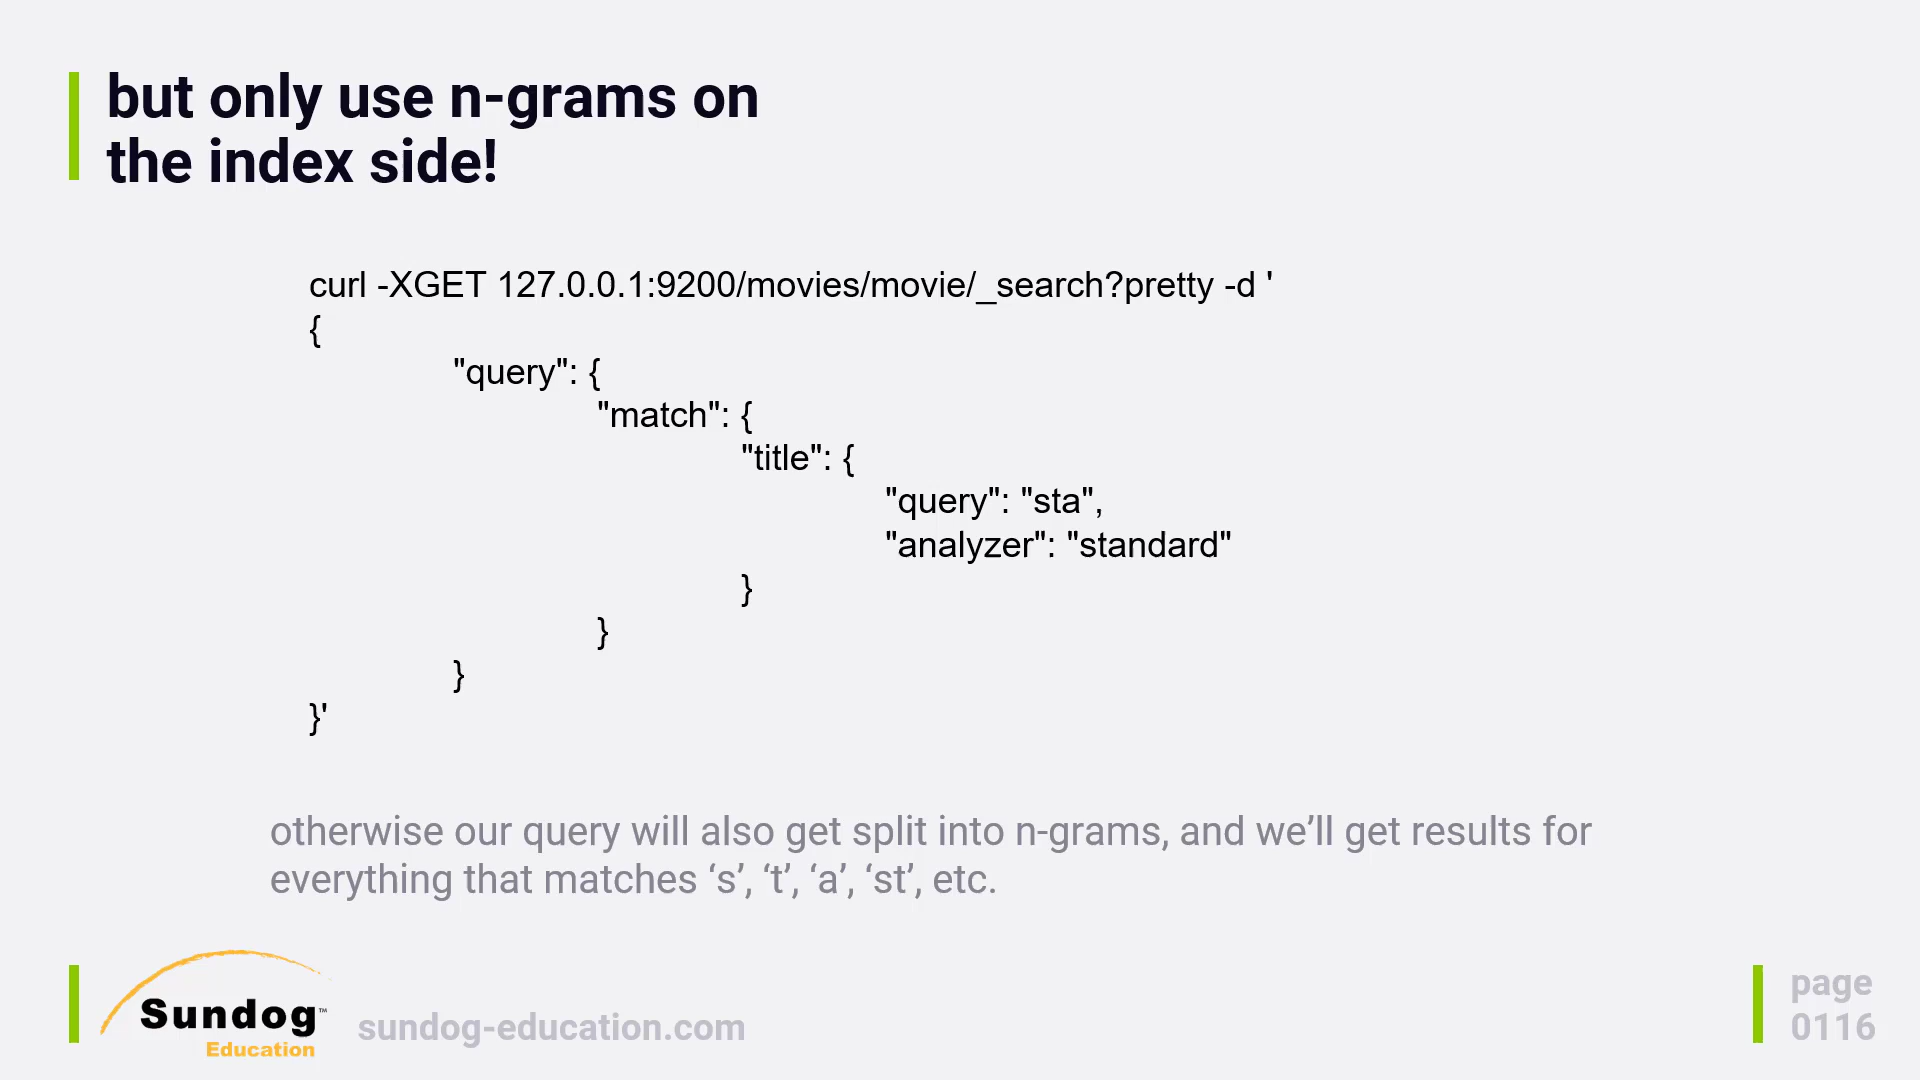 but only use n-grams on
the index side!
curl -XGET 127.0.0.1:9200/movies/movie/_search?pretty -d '
{
"query": {
"match": {
"title": {
"query": "sta",
"analyzer": "standard"
}
}
}
}'
otherwise our query will also get split into n-grams, and we’ll get results for
everything that matches ‘s’, ‘t’, ‘a’, ‘st’, etc.
Sundog™
Education
sundog-education.com
page
0116